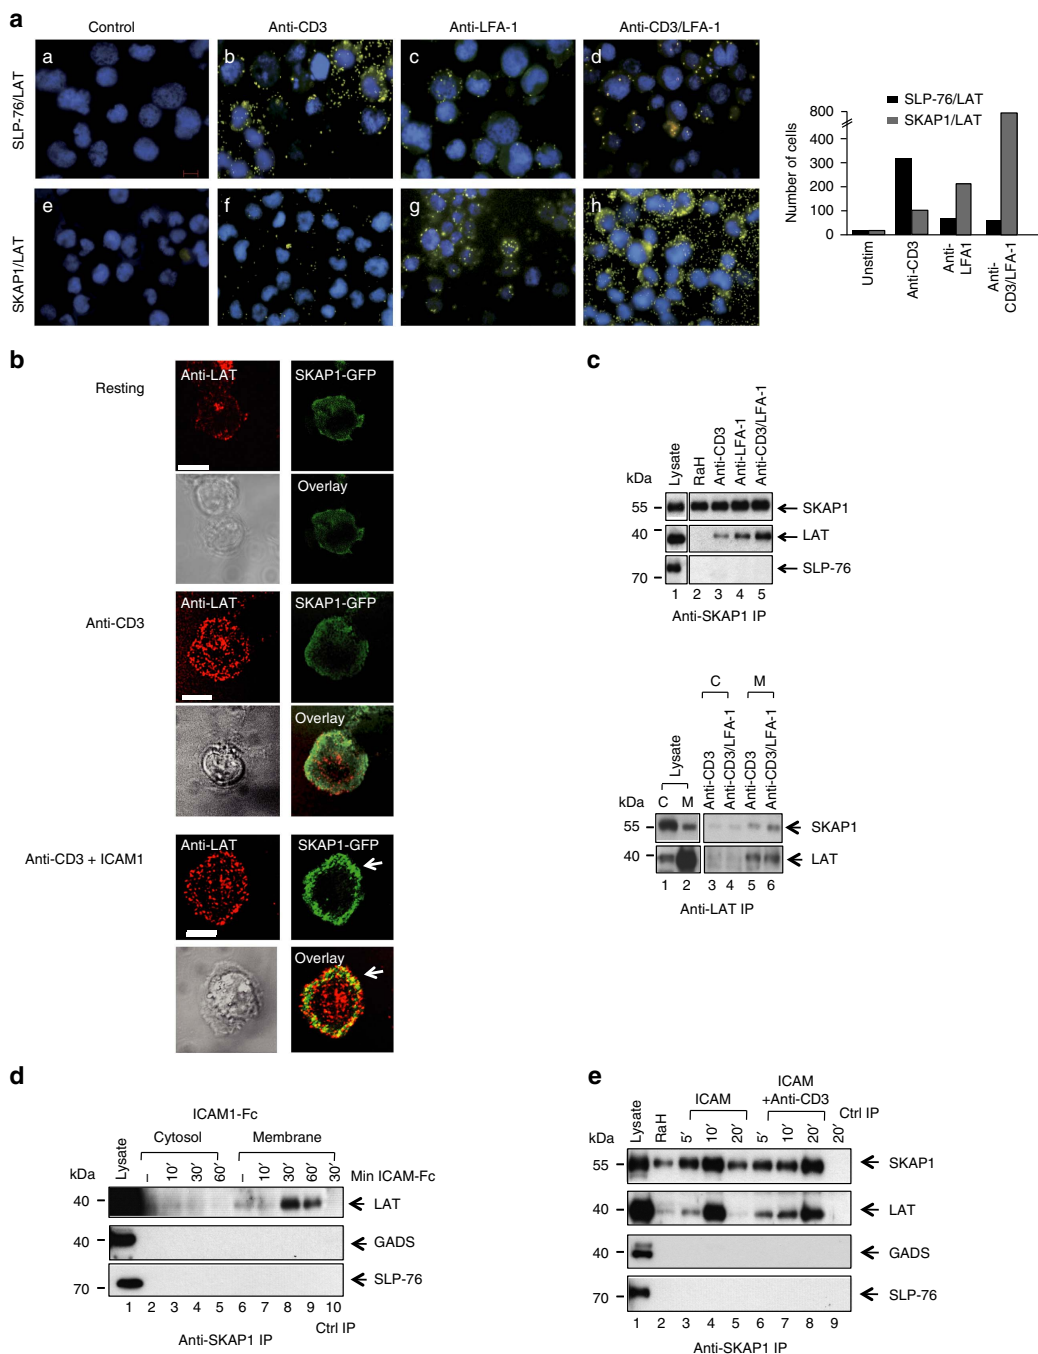 a
Control
Anti-CD3
Anti-LFA-1
Anti-CD3/LFA-1
SLP-76/LAT
a
b
c
d
SKAP1/LAT
e
f
g
h
800
400
300
200
100
0
Number of cells
SLP-76/LAT
SKAP1/LAT
Unstim
Anti-CD3
Anti-
LFA1
Anti-
CD3/LFA-1
b
Resting
Anti-LAT
SKAP1-GFP
Overlay
Anti-CD3
Anti-LAT
SKAP1-GFP
Overlay
Anti-CD3 + ICAM1
Anti-LAT
SKAP1-GFP
Overlay
c
kDa
Lysate
RaH
Anti-CD3
Anti-LFA-1
Anti-CD3/LFA-1
55
SKAP1
40
LAT
70
SLP-76
1 2 3 4 5
Anti-SKAP1 IP
C M
Lysate
Anti-CD3
Anti-CD3/LFA-1
Anti-CD3
Anti-CD3/LFA-1
kDa
C M
55
SKAP1
40
LAT
1 2 3 4 5 6
Anti-LAT IP
d
ICAM1-Fc
Cytosol Membrane
kDa
Lysate
– 10′ 30′ 60′ – 10′ 30′ 60′ 30′
Min ICAM-Fc
40
LAT
40
GADS
70
SLP-76
1 2 3 4 5 6 7 8 9 10
Ctrl IP
Anti-SKAP1 IP
e
ICAM
ICAM
+Anti-CD3
Ctrl IP
kDa
Lysate
RaH
5′ 10′ 20′ 5′ 10′ 20′ 20′
55
SKAP1
40
LAT
40
GADS
70
SLP-76
1 2 3 4 5 6 7 8 9
Anti-SKAP1 IP